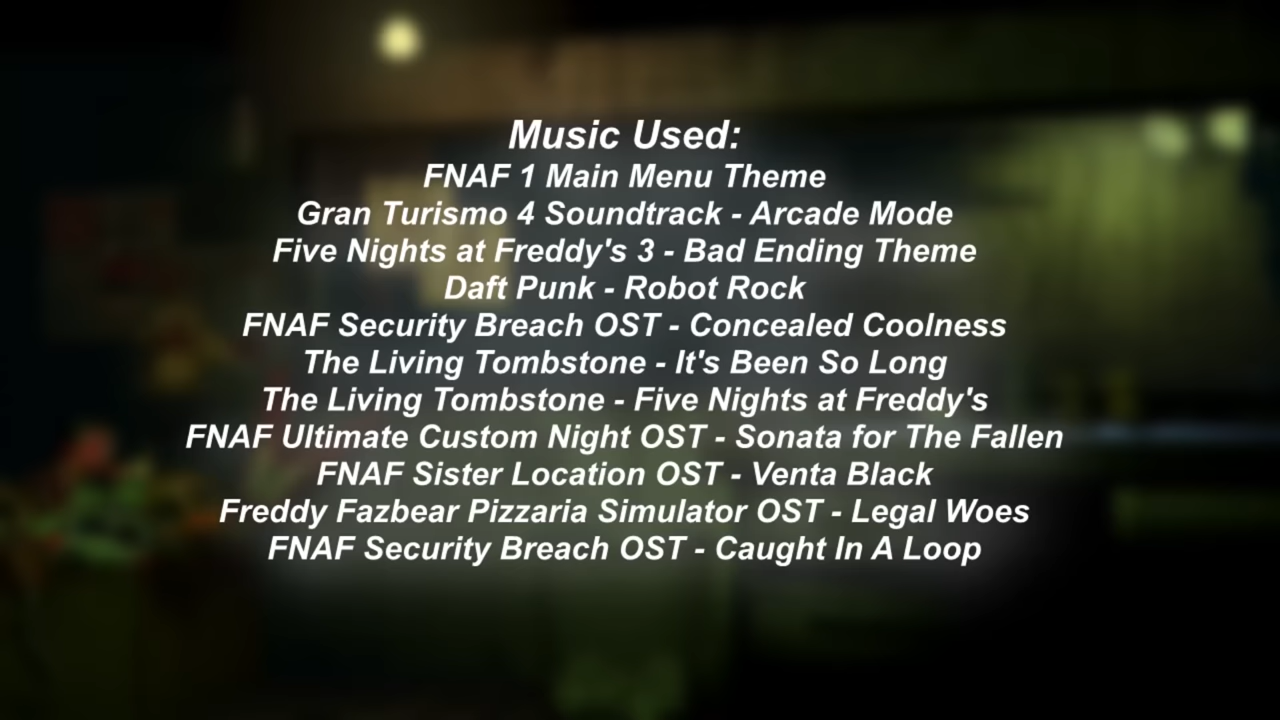 Music Used:
FNAF 1 Main Menu Theme
Gran Turismo 4 Soundtrack - Arcade Mode
Five Nights at Freddy's 3 - Bad Ending Theme
Daft Punk - Robot Rock
FNAF Security Breach OST - Concealed Coolness
The Living Tombstone - It's Been So Long
The Living Tombstone - Five Nights at Freddy's
FNAF Ultimate Custom Night OST - Sonata for The Fallen
FNAF Sister Location OST - Venta Black
Freddy Fazbear Pizzaria Simulator OST - Legal Woes
FNAF Security Breach OST - Caught In A Loop